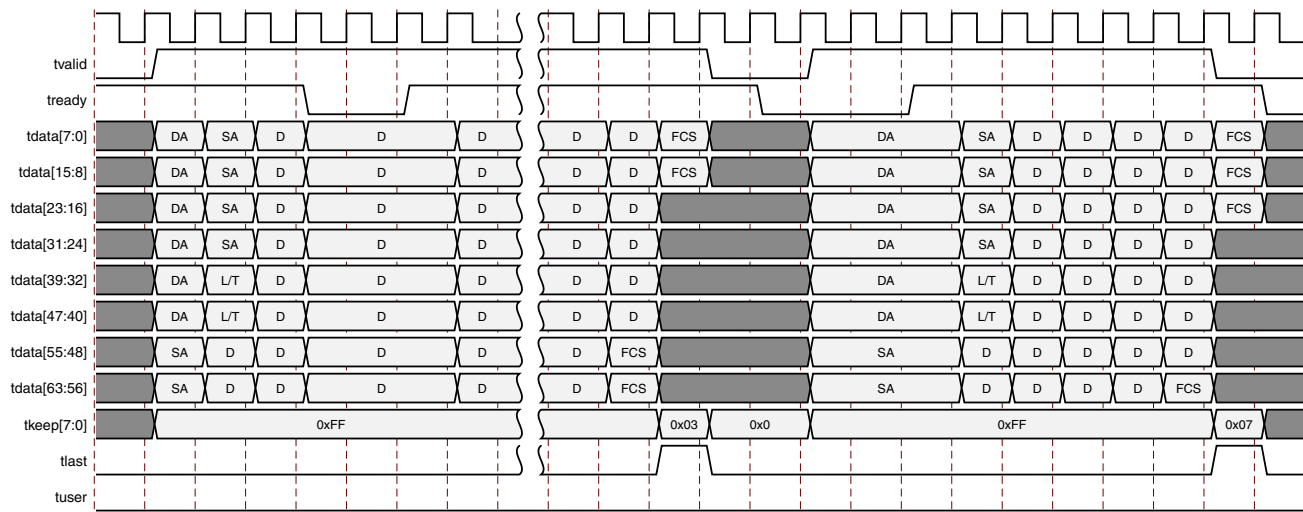 tvalid
tready
tdata[7:0] DA SA D D D D D FCS DA SA D D D D FCS
tdata[15:8] DA SA D D D D D FCS DA SA D D D D FCS
tdata[23:16] DA SA D D D D D DA SA D D D D FCS
tdata[31:24] DA SA D D D D D DA SA D D D D
tdata[39:32] DA L/T D D D D D DA L/T D D D D
tdata[47:40] DA L/T D D D D D DA L/T D D D D
tdata[55:48] SA D D D D D FCS SA D D D D D
tdata[63:56] SA D D D D D FCS SA D D D D FCS
tkeep[7:0] 0xFF 0x03 0x0 0xFF 0x07
tlast
tuser